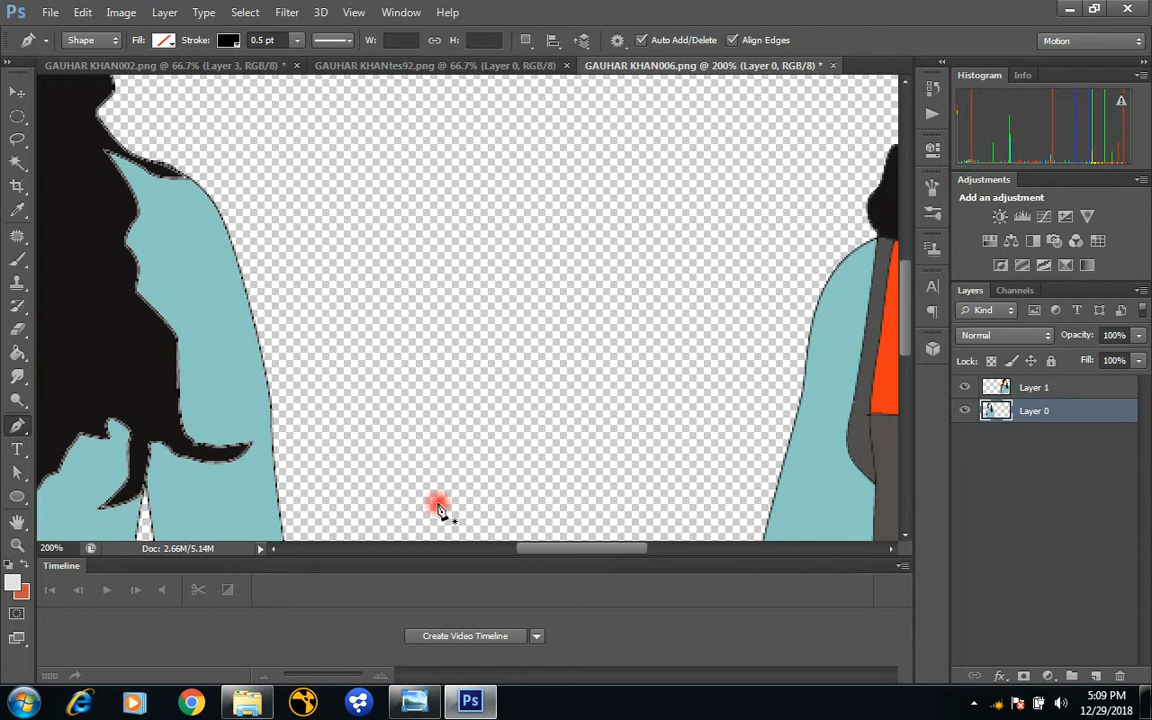 Ps File Edit Image Layer Type Select Filter 3D View Window Help
Shape Fill: Stroke: 0.5 pt W: H: Auto Add/Delete Align Edges Motion
GAUHAR KHAN002.png @ 66.7% (Layer 3, RGB/8) * × GAUHAR KHANtes92.png @ 66.7% (Layer 0, RGB/8) × GAUHAR KHAN006.png @ 200% (Layer 0, RGB/8) * ×
Histogram Info
Adjustments
Add an adjustment
Layers Channels
Kind
Normal Opacity: 100%
Lock: Fill: 100%
Layer 1
Layer 0
200% Doc: 2.66M/5.14M
Timeline
Create Video Timeline
fx
Ps
5:09 PM
12/29/2018